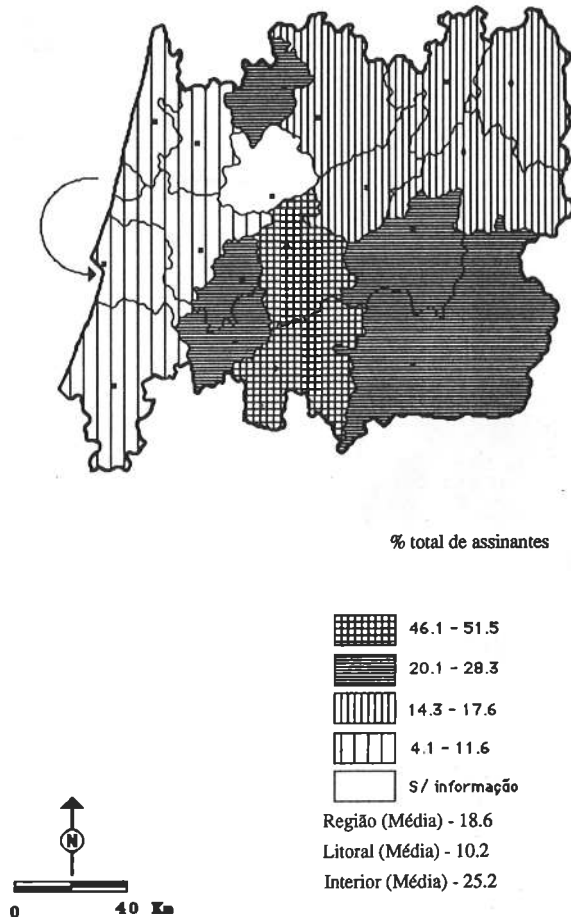 % total de assinantes
46.1 - 51.5
20.1 - 28.3
14.3 - 17.6
4.1 - 11.6
S/ informação
Região (Média) - 18.6
Litoral (Média) - 10.2
Interior (Média) - 25.2
N
0 40 Km